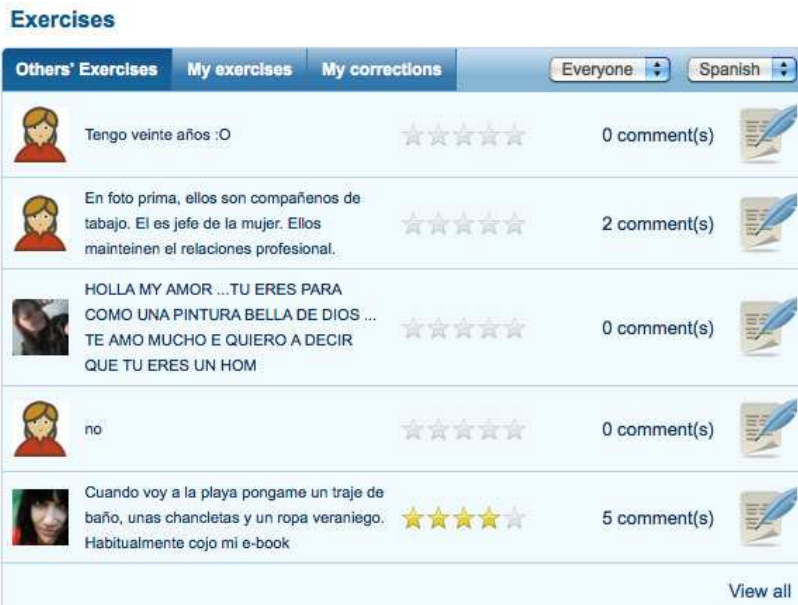 Exercises
Others' Exercises My exercises My corrections Everyone Spanish
Tengo veinte años :O 0 comment(s)
En foto prima, ellos son compañenos de
tabajo. El es jefe de la mujer. Ellos
mainteinen el relaciones profesional.
2 comment(s)
HOLLA MY AMOR ...TU ERES PARA
COMO UNA PINTURA BELLA DE DIOS ...
TE AMO MUCHO E QUIERO A DECIR
QUE TU ERES UN HOM
0 comment(s)
no 0 comment(s)
Cuando voy a la playa pongame un traje de
baño, unas chancletas y un ropa veraniego.
Habitualmente cojo mi e-book
5 comment(s)
View all